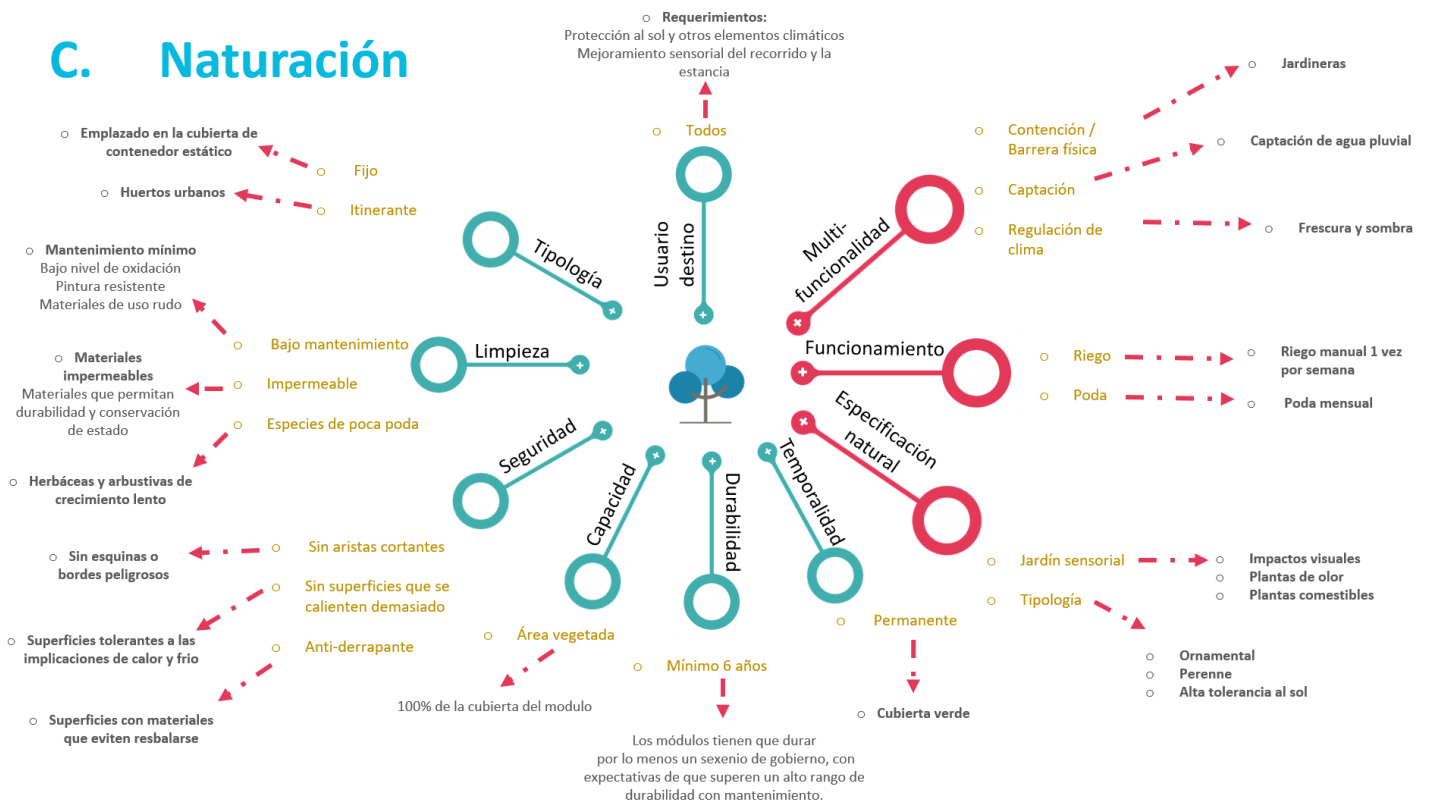 C. Naturación
○ Requerimientos:
Protección al sol y otros elementos climáticos
Mejoramiento sensorial del recorrido y la
estancia
○ Todos
Usuario
destino
○ Emplazado en la cubierta de
contenedor estático
○ Huertos urbanos
○ Fijo
○ Itinerante
Tipología
○ Mantenimiento mínimo
Bajo nivel de oxidación
Pintura resistente
Materiales de uso rudo
○ Materiales
impermeables
Materiales que permitan
durabilidad y conservación
de estado
○ Herbáceas y arbustivas de
crecimiento lento
○ Bajo mantenimiento
○ Impermeable
○ Especies de poca poda
Limpieza
Seguridad
○ Sin aristas cortantes
○ Sin superficies que se
calienten demasiado
○ Anti-derrapante
○ Sin esquinas o
bordes peligrosos
○ Superficies tolerantes a las
implicaciones de calor y frio
○ Superficies con materiales
que eviten resbalarse
Capacidad
○ Área vegetada
100% de la cubierta del modulo
Durabilidad
○ Mínimo 6 años
Los módulos tienen que durar
por lo menos un sexenio de gobierno, con
expectativas de que superen un alto rango de
durabilidad con mantenimiento.
Temporalidad
○ Permanente
○ Cubierta verde
Especificación
natural
○ Jardín sensorial
○ Tipología
○ Impactos visuales
○ Plantas de olor
○ Plantas comestibles
○ Ornamental
○ Perenne
○ Alta tolerancia al sol
Funcionamiento
○ Riego
○ Poda
○ Riego manual 1 vez
por semana
○ Poda mensual
Multi-
funcionalidad
○ Contención /
Barrera física
○ Captación
○ Regulación de
clima
○ Jardineras
○ Captación de agua pluvial
○ Frescura y sombra